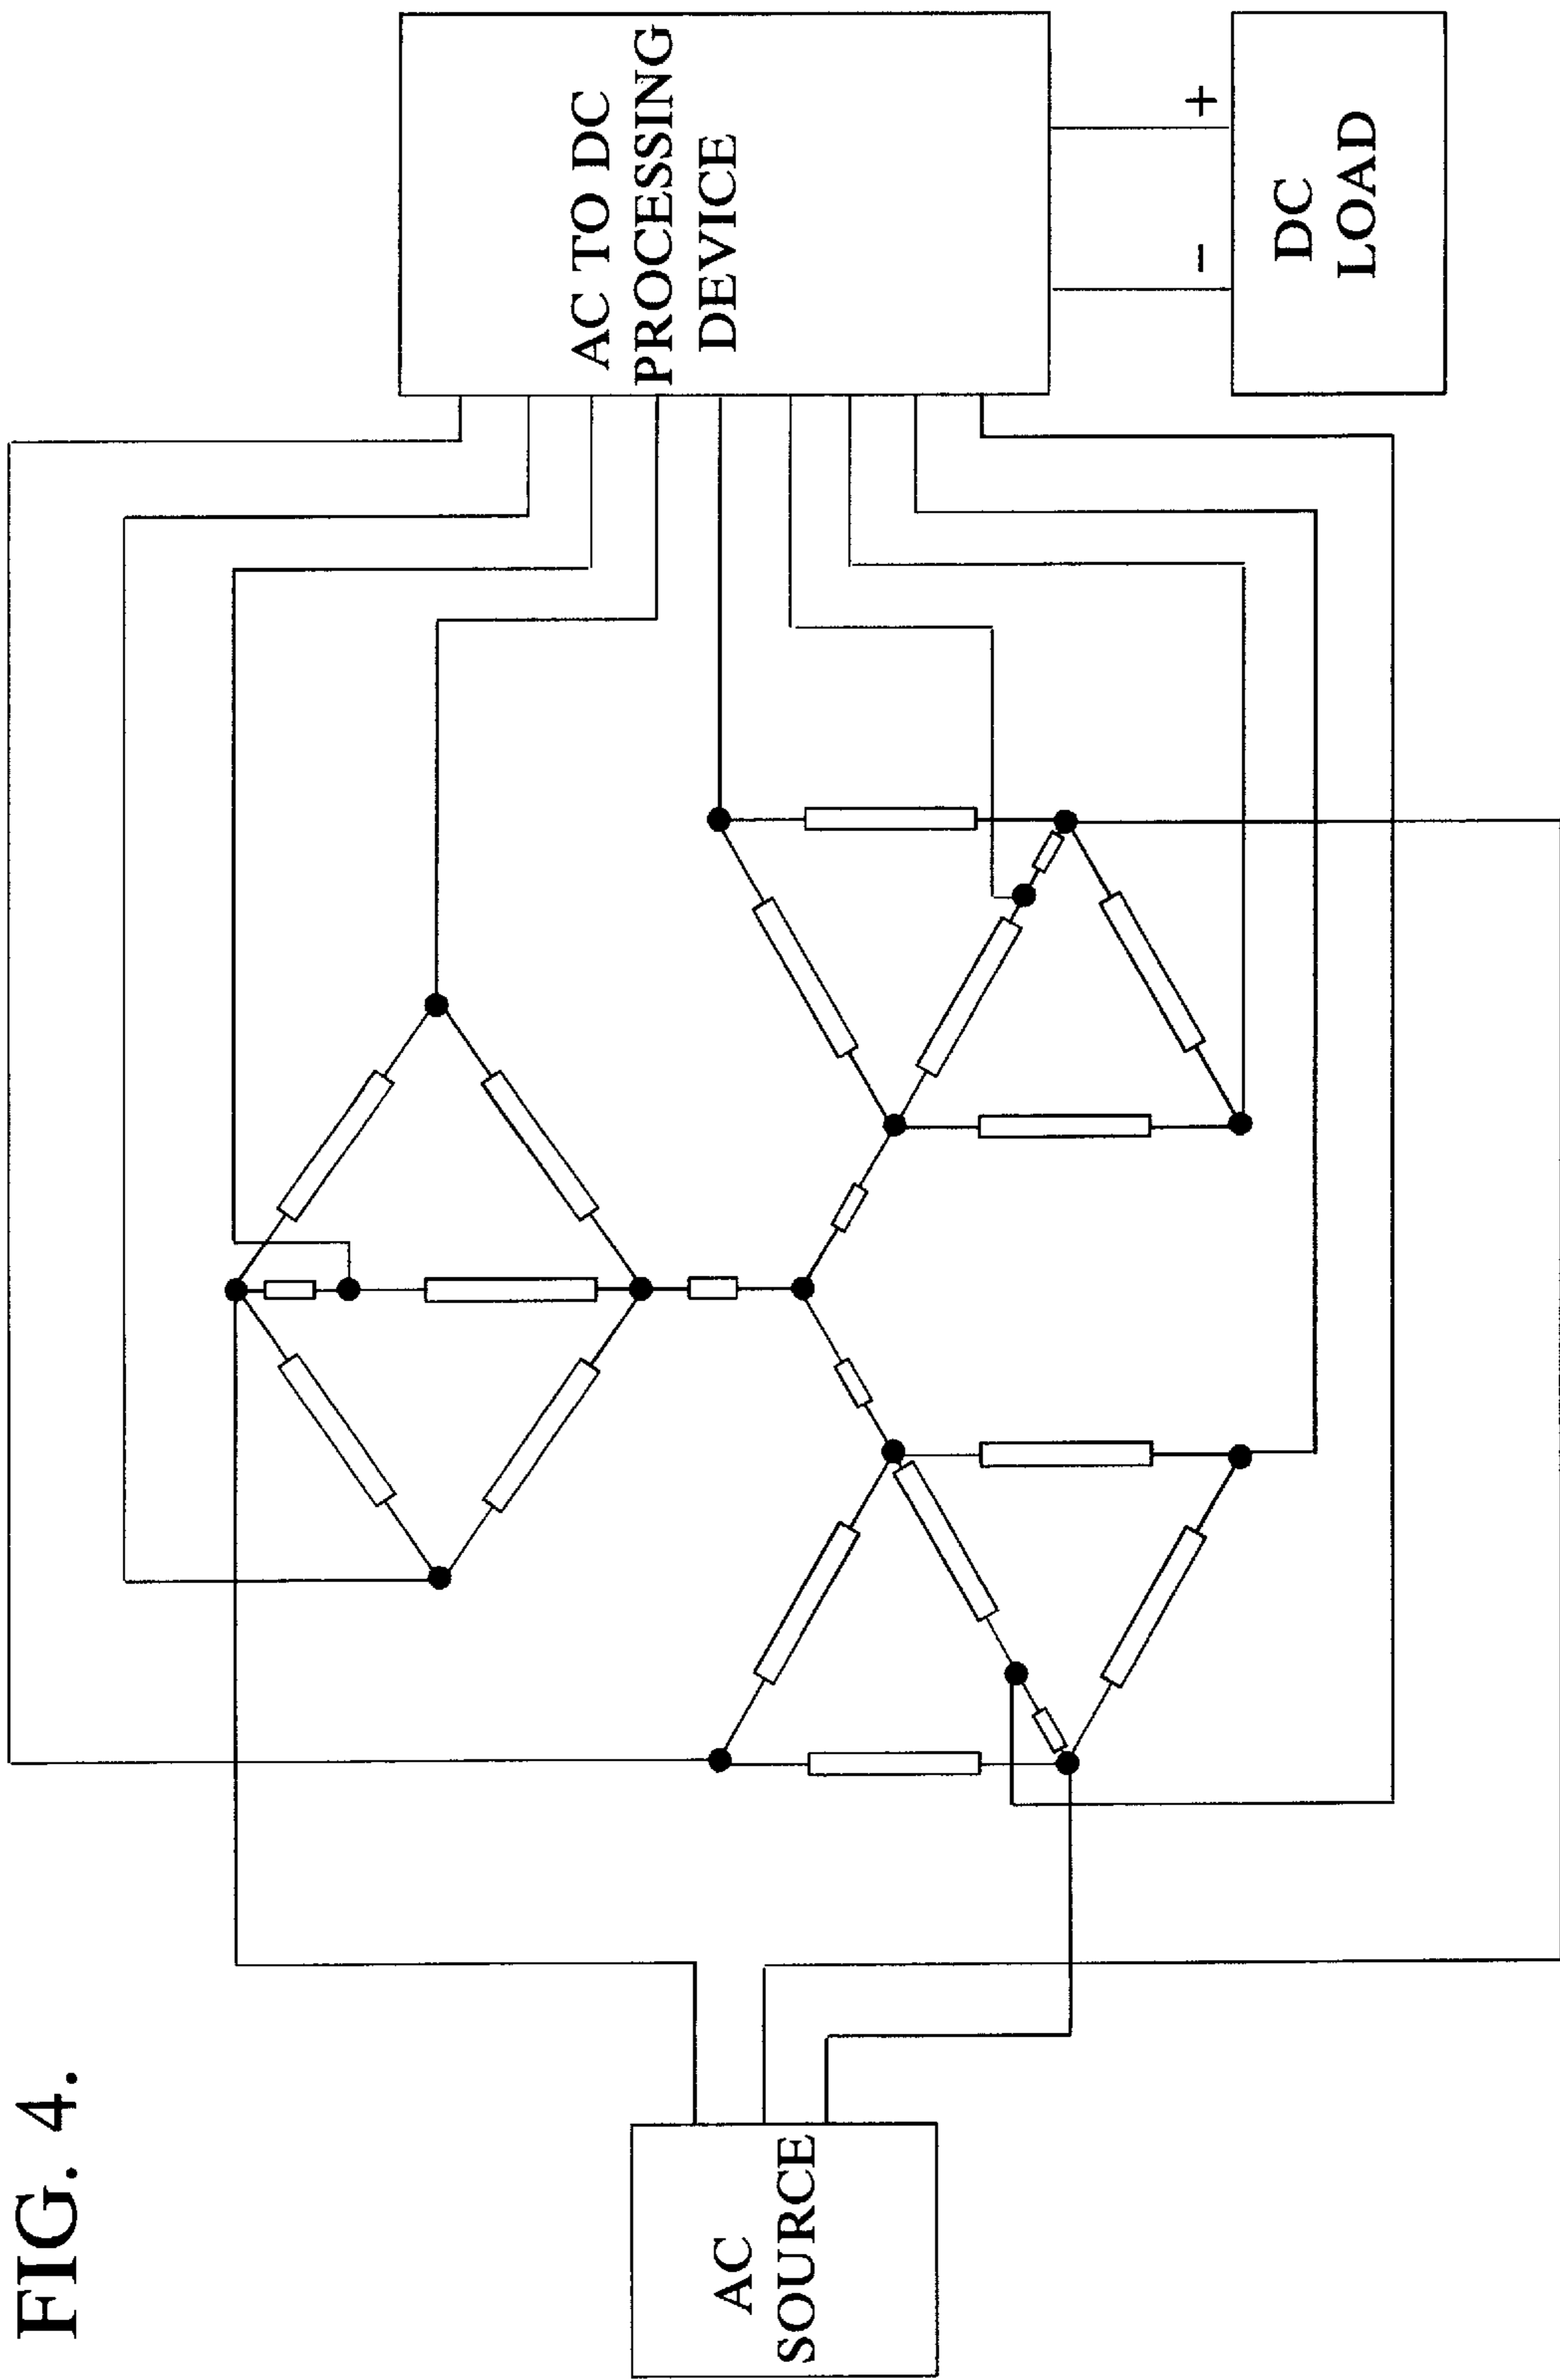 FIG. 4.
AC
SOURCE
AC TO DC
PROCESSING
DEVICE
- +
DC
LOAD